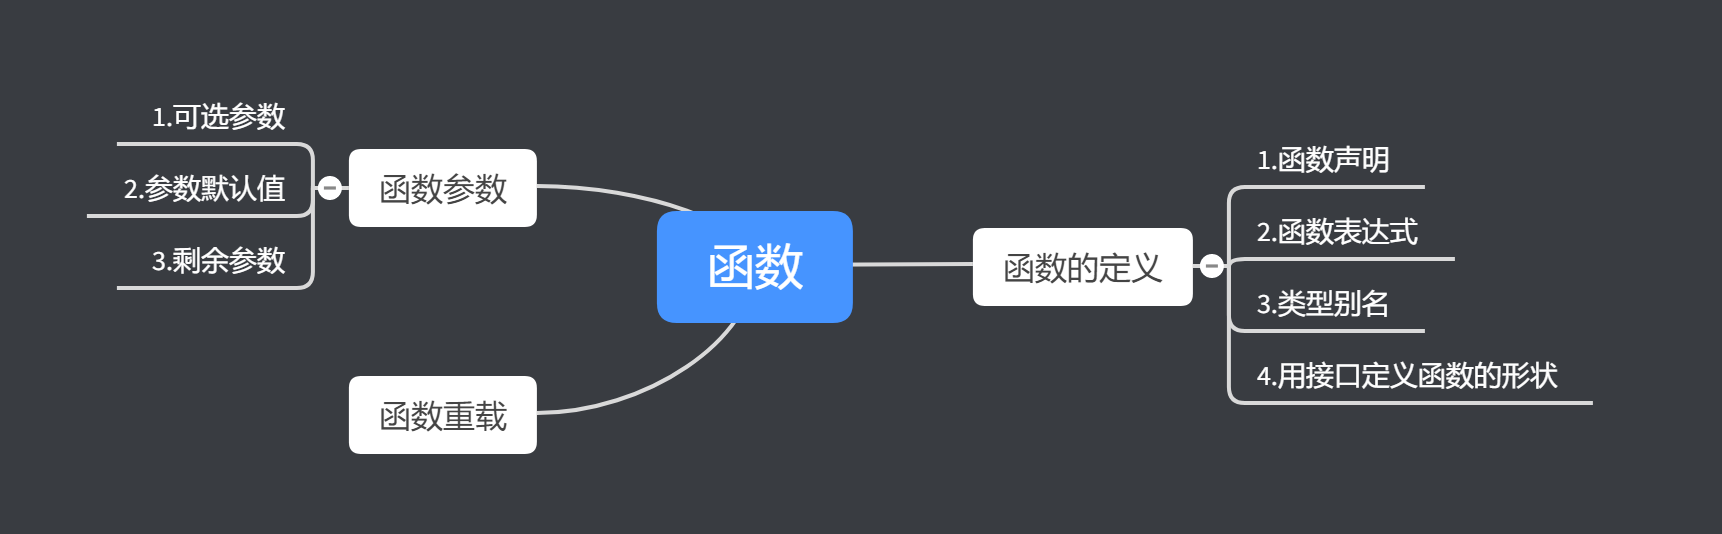 函数
函数的定义
1.函数声明
2.函数表达式
3.类型别名
4.用接口定义函数的形状
函数参数
1.可选参数
2.参数默认值
3.剩余参数
函数重载